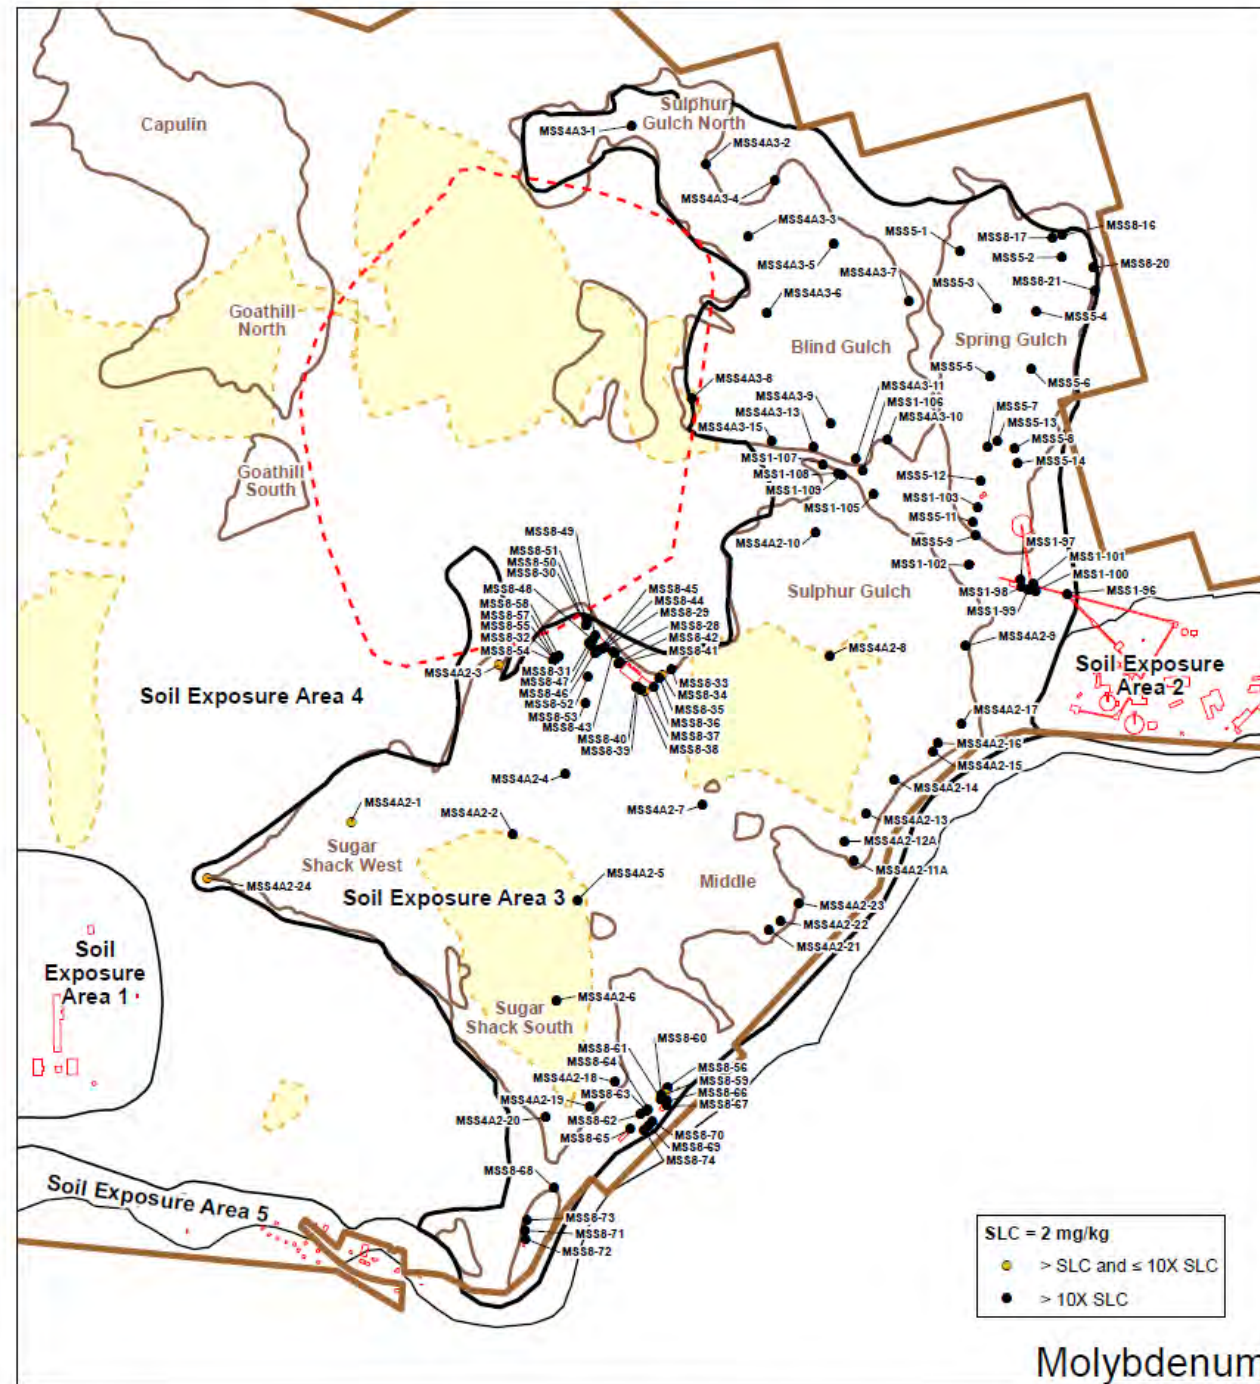 Capulin
Sulphur
Gulch North
MSS4A3-1
MSS4A3-2
MSS4A3-4
MSS4A3-3
MSS4A3-5
MSS4A3-7
MSS4A3-6
MSS5-1
MSS8-17
MSS8-16
MSS5-2
MSS8-20
MSS5-3
MSS8-21
MSS5-4
Goathill
North
Blind Gulch
Spring Gulch
MSS5-5
MSS5-6
MSS4A3-8
MSS4A3-9
MSS4A3-11
MSS1-106
MSS4A3-13
MSS4A3-10
MSS4A3-15
MSS5-7
MSS5-13
MSS5-8
MSS5-14
MSS1-107
MSS1-108
MSS1-109
MSS1-105
MSS5-12
MSS1-103
MSS5-11
MSS5-9
MSS4A2-10
MSS1-102
Goathill
South
MSS1-97
MSS1-101
MSS1-100
MSS1-98
MSS1-96
MSS1-99
Sulphur Gulch
MSS8-49
MSS8-51
MSS8-50
MSS8-30
MSS8-48
MSS8-58
MSS8-57
MSS8-55
MSS8-32
MSS8-54
MSS4A2-3
MSS8-45
MSS8-44
MSS8-29
MSS8-28
MSS8-42
MSS8-41
MSS8-31
MSS8-47
MSS8-46
MSS8-52
MSS8-53
MSS8-43
MSS8-40
MSS8-39
MSS8-33
MSS8-34
MSS8-35
MSS8-36
MSS8-37
MSS8-38
MSS4A2-8
MSS4A2-9
Soil Exposure
Area 2
Soil Exposure Area 4
MSS4A2-17
MSS4A2-16
MSS4A2-15
MSS4A2-14
MSS4A2-4
MSS4A2-1
MSS4A2-2
MSS4A2-7
MSS4A2-13
MSS4A2-12A
MSS4A2-11A
Sugar
Shack West
MSS4A2-24
Soil Exposure Area 3
MSS4A2-5
Middle
MSS4A2-23
MSS4A2-22
MSS4A2-21
Soil
Exposure
Area 1
MSS4A2-6
Sugar
Shack South
MSS8-60
MSS8-61
MSS8-64
MSS4A2-18
MSS8-63
MSS4A2-19
MSS8-62
MSS4A2-20
MSS8-65
MSS8-56
MSS8-59
MSS8-66
MSS8-67
MSS8-70
MSS8-69
MSS8-74
MSS8-68
Soil Exposure Area 5
MSS8-73
MSS8-71
MSS8-72
SLC = 2 mg/kg
> SLC and ≤ 10X SLC
> 10X SLC
Molybdenum